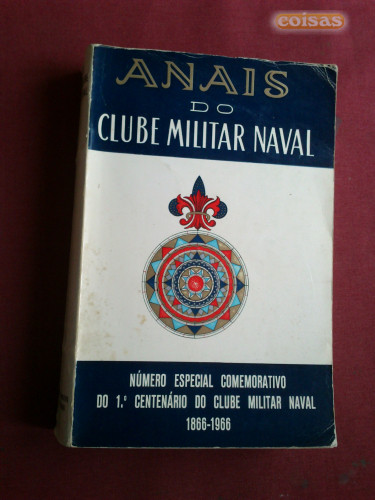 coisas
ANAIS
DO
CLUBE MILITAR NAVAL
NÚMERO ESPECIAL COMEMORATIVO
DO 1.º CENTENÁRIO DO CLUBE MILITAR NAVAL
1866-1966